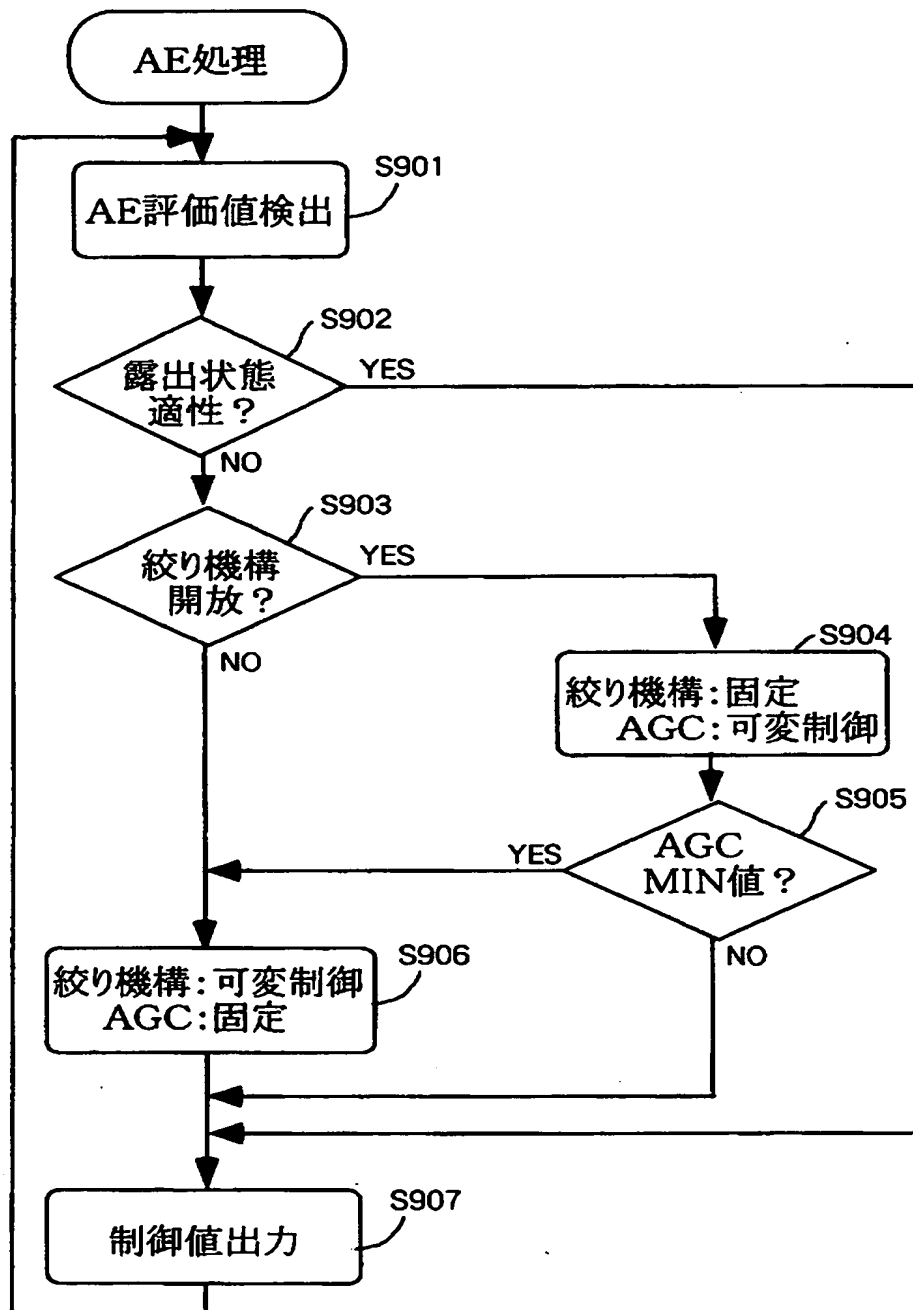 AE処理
S901
AE評価値検出
S902
露出状態
適性？
YES
NO
S903
絞り機構
開放？
YES
NO
S904
絞り機構：固定
AGC：可変制御
S905
AGC
MIN値？
YES
NO
S906
絞り機構：可変制御
AGC：固定
S907
制御値出力